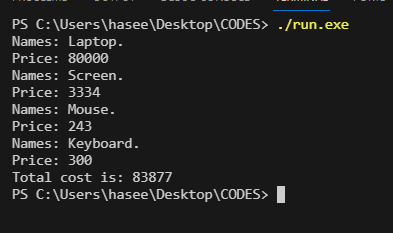 PS C:\Users\hasee\Desktop\CODES> ./run.exe
Names: Laptop.
Price: 80000
Names: Screen.
Price: 3334
Names: Mouse.
Price: 243
Names: Keyboard.
Price: 300
Total cost is: 83877
PS C:\Users\hasee\Desktop\CODES>